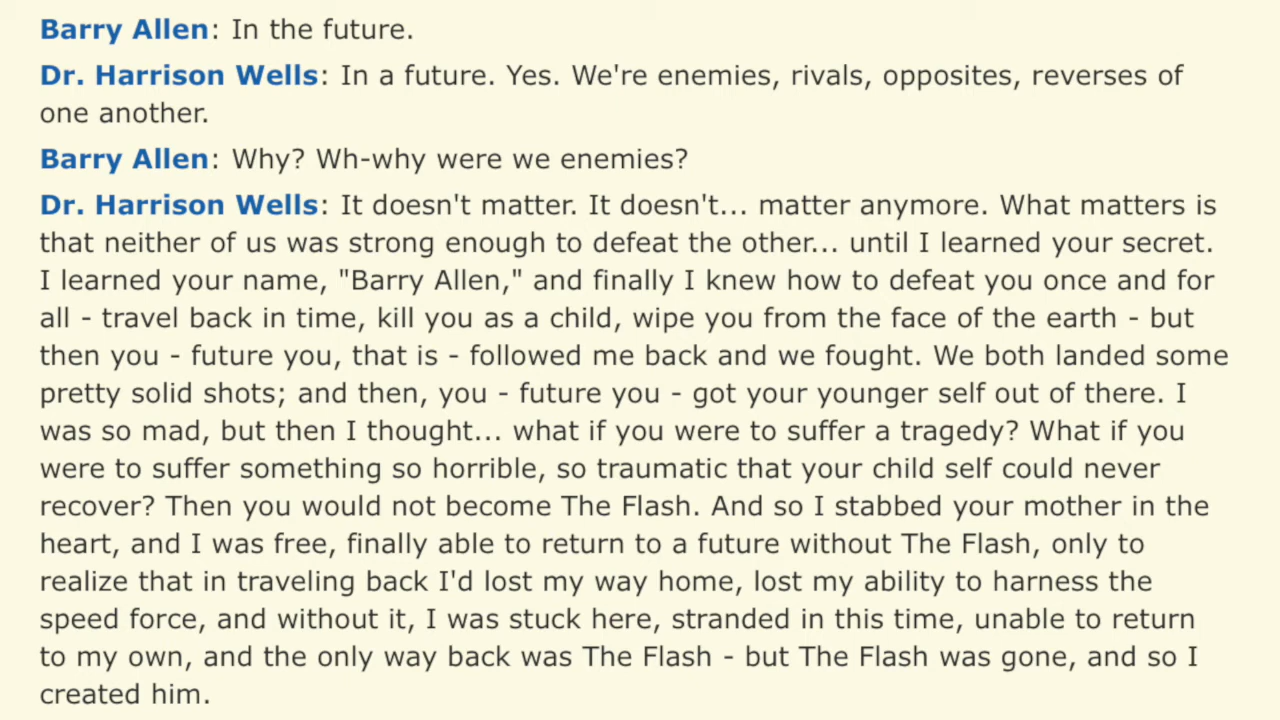 Barry Allen: In the future.
Dr. Harrison Wells: In a future. Yes. We're enemies, rivals, opposites, reverses of
one another.
Barry Allen: Why? Wh-why were we enemies?
Dr. Harrison Wells: It doesn't matter. It doesn't... matter anymore. What matters is
that neither of us was strong enough to defeat the other... until I learned your secret.
I learned your name, "Barry Allen," and finally I knew how to defeat you once and for
all - travel back in time, kill you as a child, wipe you from the face of the earth - but
then you - future you, that is - followed me back and we fought. We both landed some
pretty solid shots; and then, you - future you - got your younger self out of there. I
was so mad, but then I thought... what if you were to suffer a tragedy? What if you
were to suffer something so horrible, so traumatic that your child self could never
recover? Then you would not become The Flash. And so I stabbed your mother in the
heart, and I was free, finally able to return to a future without The Flash, only to
realize that in traveling back I'd lost my way home, lost my ability to harness the
speed force, and without it, I was stuck here, stranded in this time, unable to return
to my own, and the only way back was The Flash - but The Flash was gone, and so I
created him.